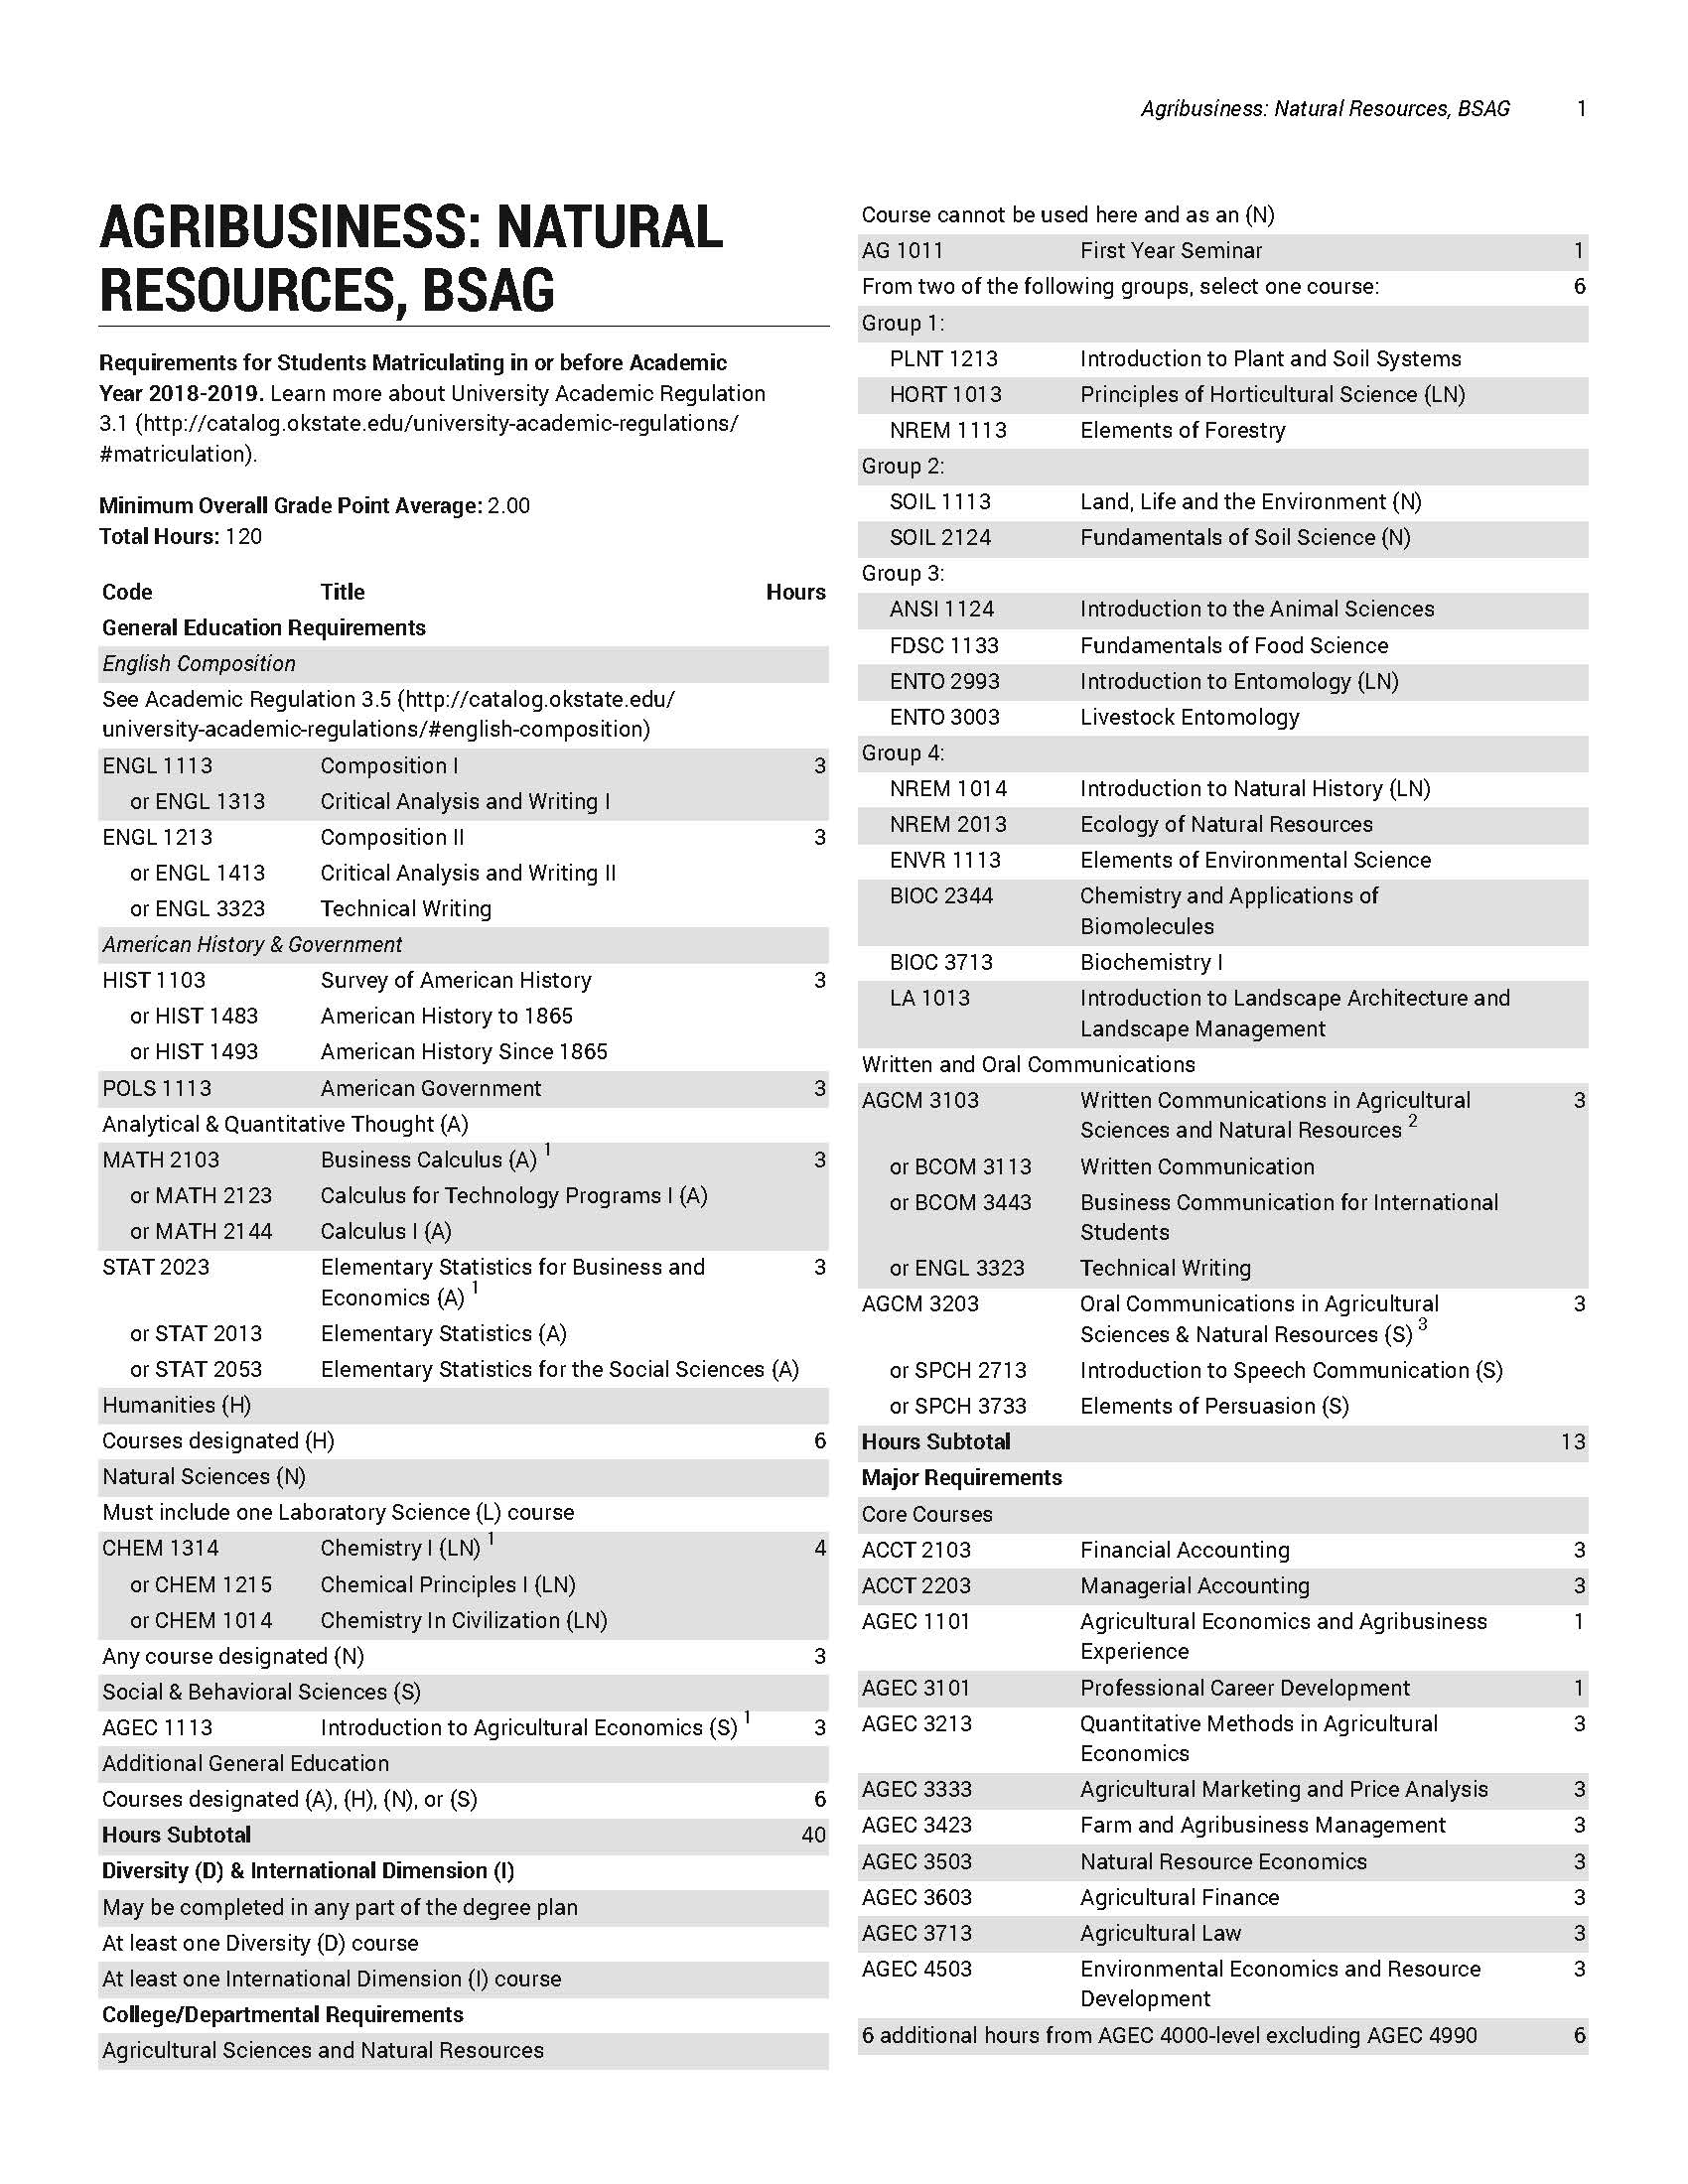 Agribusiness: Natural Resources, BSAG 1
AGRIBUSINESS: NATURAL
RESOURCES, BSAG
Requirements for Students Matriculating in or before Academic
Year 2018-2019. Learn more about University Academic Regulation
3.1 (http://catalog.okstate.edu/university-academic-regulations/
#matriculation).
Minimum Overall Grade Point Average: 2.00
Total Hours: 120
Code Title Hours
General Education Requirements
English Composition
See Academic Regulation 3.5 (http://catalog.okstate.edu/
university-academic-regulations/#english-composition)
ENGL 1113 Composition I 3
or ENGL 1313 Critical Analysis and Writing I
ENGL 1213 Composition II 3
or ENGL 1413 Critical Analysis and Writing II
or ENGL 3323 Technical Writing
American History & Government
HIST 1103 Survey of American History 3
or HIST 1483 American History to 1865
or HIST 1493 American History Since 1865
POLS 1113 American Government 3
Analytical & Quantitative Thought (A)
MATH 2103 Business Calculus (A) 1 3
or MATH 2123 Calculus for Technology Programs I (A)
or MATH 2144 Calculus I (A)
STAT 2023 Elementary Statistics for Business and 3
Economics (A) 1
or STAT 2013 Elementary Statistics (A)
or STAT 2053 Elementary Statistics for the Social Sciences (A)
Humanities (H)
Courses designated (H) 6
Natural Sciences (N)
Must include one Laboratory Science (L) course
CHEM 1314 Chemistry I (LN) 1 4
or CHEM 1215 Chemical Principles I (LN)
or CHEM 1014 Chemistry In Civilization (LN)
Any course designated (N) 3
Social & Behavioral Sciences (S)
AGEC 1113 Introduction to Agricultural Economics (S) 1 3
Additional General Education
Courses designated (A), (H), (N), or (S) 6
Hours Subtotal 40
Diversity (D) & International Dimension (I)
May be completed in any part of the degree plan
At least one Diversity (D) course
At least one International Dimension (I) course
College/Departmental Requirements
Agricultural Sciences and Natural Resources
Course cannot be used here and as an (N)
AG 1011 First Year Seminar 1
From two of the following groups, select one course: 6
Group 1:
PLNT 1213 Introduction to Plant and Soil Systems
HORT 1013 Principles of Horticultural Science (LN)
NREM 1113 Elements of Forestry
Group 2:
SOIL 1113 Land, Life and the Environment (N)
SOIL 2124 Fundamentals of Soil Science (N)
Group 3:
ANSI 1124 Introduction to the Animal Sciences
FDSC 1133 Fundamentals of Food Science
ENTO 2993 Introduction to Entomology (LN)
ENTO 3003 Livestock Entomology
Group 4:
NREM 1014 Introduction to Natural History (LN)
NREM 2013 Ecology of Natural Resources
ENVR 1113 Elements of Environmental Science
BIOC 2344 Chemistry and Applications of
Biomolecules
BIOC 3713 Biochemistry I
LA 1013 Introduction to Landscape Architecture and
Landscape Management
Written and Oral Communications
AGCM 3103 Written Communications in Agricultural 3
Sciences and Natural Resources 2
or BCOM 3113 Written Communication
or BCOM 3443 Business Communication for International
Students
or ENGL 3323 Technical Writing
AGCM 3203 Oral Communications in Agricultural 3
Sciences & Natural Resources (S) 3
or SPCH 2713 Introduction to Speech Communication (S)
or SPCH 3733 Elements of Persuasion (S)
Hours Subtotal 13
Major Requirements
Core Courses
ACCT 2103 Financial Accounting 3
ACCT 2203 Managerial Accounting 3
AGEC 1101 Agricultural Economics and Agribusiness 1
Experience
AGEC 3101 Professional Career Development 1
AGEC 3213 Quantitative Methods in Agricultural 3
Economics
AGEC 3333 Agricultural Marketing and Price Analysis 3
AGEC 3423 Farm and Agribusiness Management 3
AGEC 3503 Natural Resource Economics 3
AGEC 3603 Agricultural Finance 3
AGEC 3713 Agricultural Law 3
AGEC 4503 Environmental Economics and Resource 3
Development
6 additional hours from AGEC 4000-level excluding AGEC 4990 6